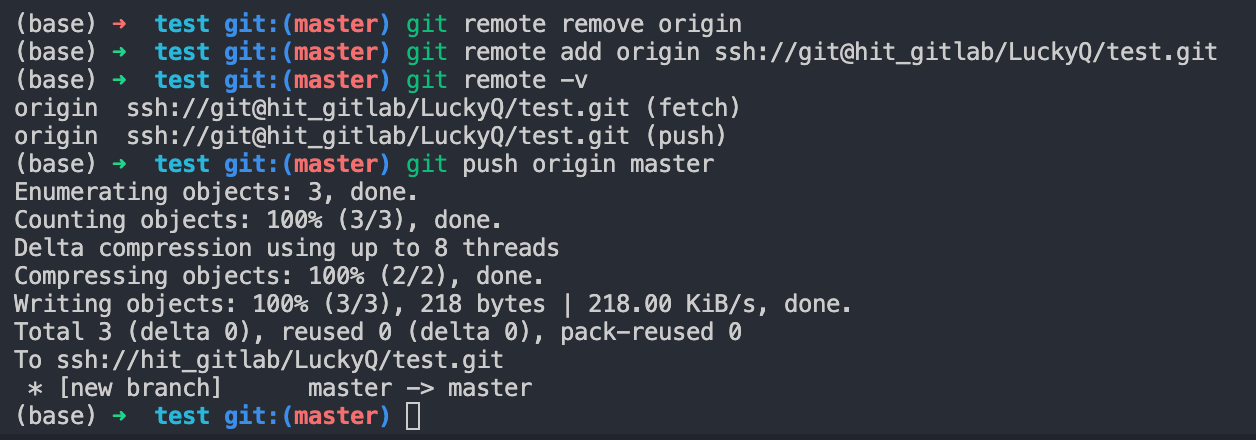 (base) → test git:(master) git remote remove origin
(base) → test git:(master) git remote add origin ssh://git@hit_gitlab/LuckyQ/test.git
(base) → test git:(master) git remote -v
origin  ssh://git@hit_gitlab/LuckyQ/test.git (fetch)
origin  ssh://git@hit_gitlab/LuckyQ/test.git (push)
(base) → test git:(master) git push origin master
Enumerating objects: 3, done.
Counting objects: 100% (3/3), done.
Delta compression using up to 8 threads
Compressing objects: 100% (2/2), done.
Writing objects: 100% (3/3), 218 bytes | 218.00 KiB/s, done.
Total 3 (delta 0), reused 0 (delta 0), pack-reused 0
To ssh://hit_gitlab/LuckyQ/test.git
 * [new branch]      master -> master
(base) → test git:(master)